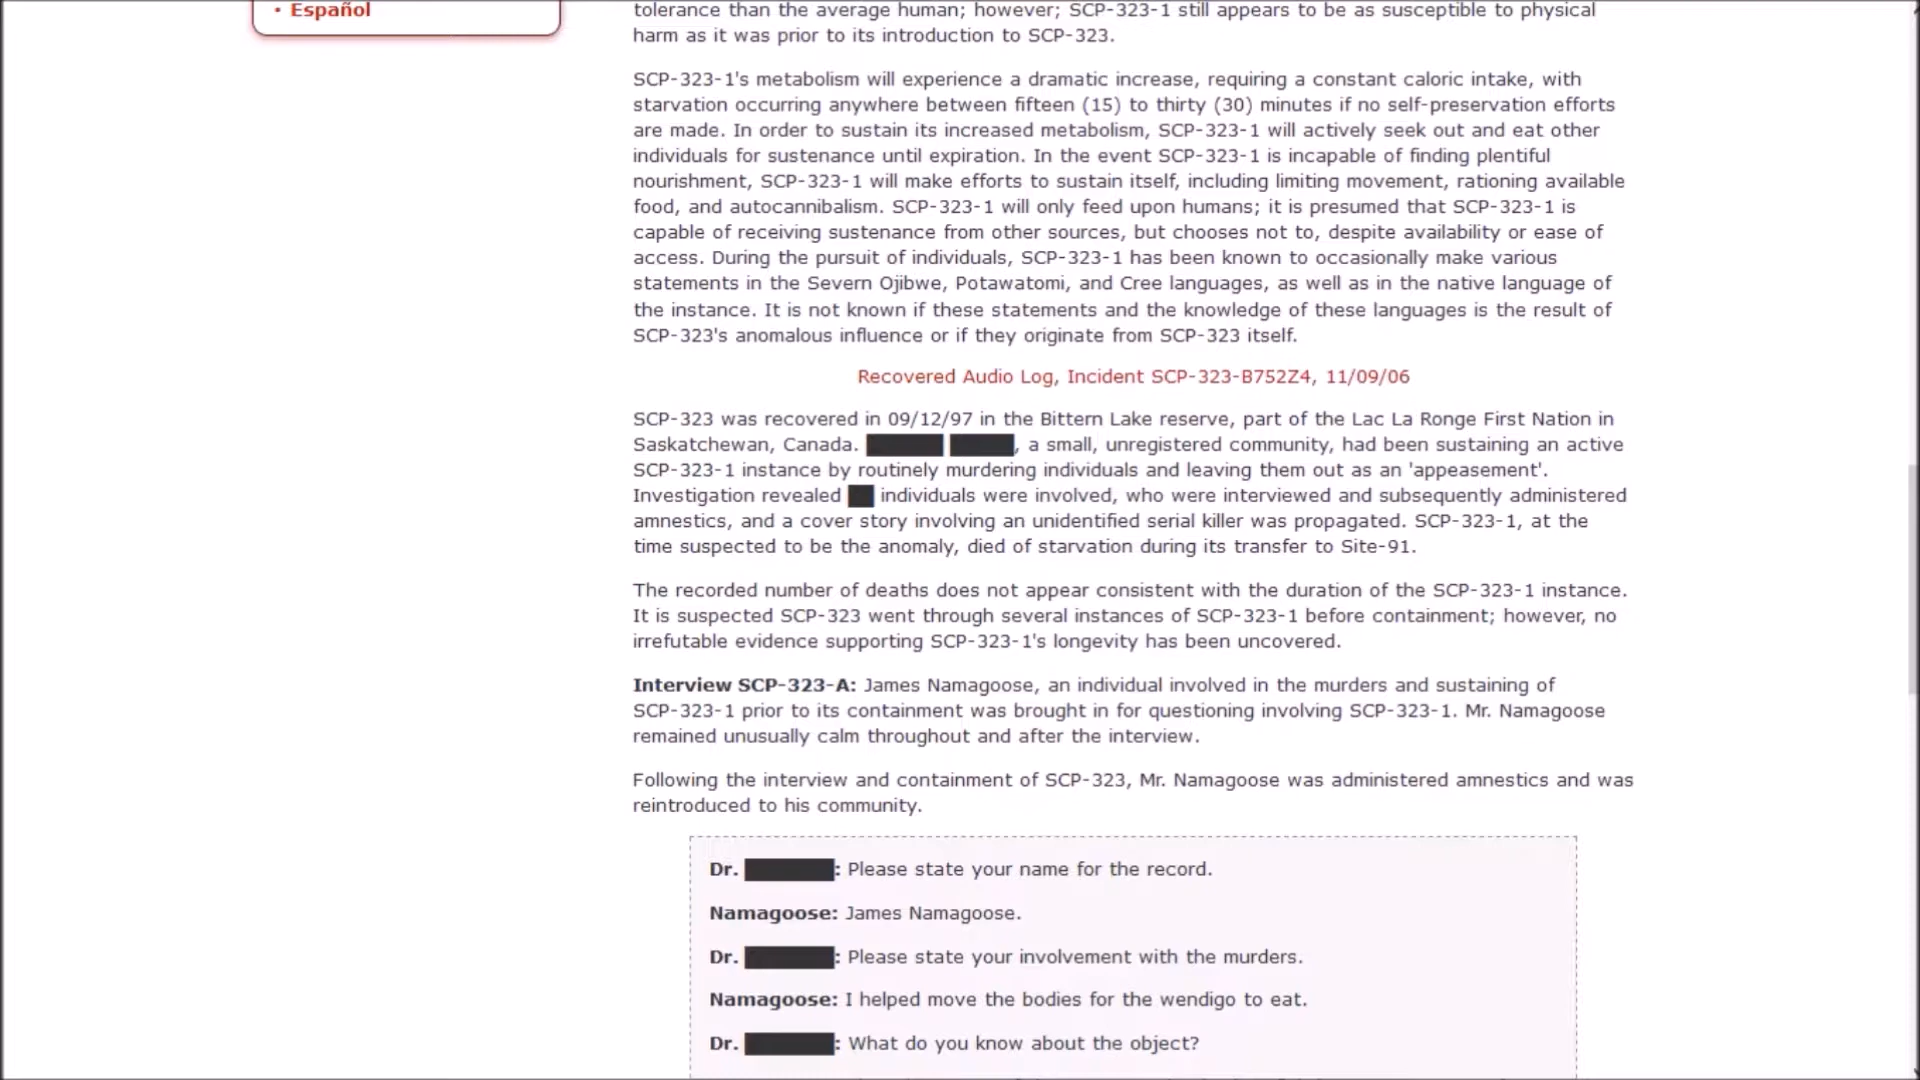 • Español
tolerance than the average human; however; SCP-323-1 still appears to be as susceptible to physical
harm as it was prior to its introduction to SCP-323.
SCP-323-1's metabolism will experience a dramatic increase, requiring a constant caloric intake, with
starvation occurring anywhere between fifteen (15) to thirty (30) minutes if no self-preservation efforts
are made. In order to sustain its increased metabolism, SCP-323-1 will actively seek out and eat other
individuals for sustenance until expiration. In the event SCP-323-1 is incapable of finding plentiful
nourishment, SCP-323-1 will make efforts to sustain itself, including limiting movement, rationing available
food, and autocannibalism. SCP-323-1 will only feed upon humans; it is presumed that SCP-323-1 is
capable of receiving sustenance from other sources, but chooses not to, despite availability or ease of
access. During the pursuit of individuals, SCP-323-1 has been known to occasionally make various
statements in the Severn Ojibwe, Potawatomi, and Cree languages, as well as in the native language of
the instance. It is not known if these statements and the knowledge of these languages is the result of
SCP-323's anomalous influence or if they originate from SCP-323 itself.
Recovered Audio Log, Incident SCP-323-B752Z4, 11/09/06
SCP-323 was recovered in 09/12/97 in the Bittern Lake reserve, part of the Lac La Ronge First Nation in
Saskatchewan, Canada. ██████ █████, a small, unregistered community, had been sustaining an active
SCP-323-1 instance by routinely murdering individuals and leaving them out as an 'appeasement'.
Investigation revealed ██ individuals were involved, who were interviewed and subsequently administered
amnestics, and a cover story involving an unidentified serial killer was propagated. SCP-323-1, at the
time suspected to be the anomaly, died of starvation during its transfer to Site-91.
The recorded number of deaths does not appear consistent with the duration of the SCP-323-1 instance.
It is suspected SCP-323 went through several instances of SCP-323-1 before containment; however, no
irrefutable evidence supporting SCP-323-1's longevity has been uncovered.
Interview SCP-323-A: James Namagoose, an individual involved in the murders and sustaining of
SCP-323-1 prior to its containment was brought in for questioning involving SCP-323-1. Mr. Namagoose
remained unusually calm throughout and after the interview.
Following the interview and containment of SCP-323, Mr. Namagoose was administered amnestics and was
reintroduced to his community.
Dr. ███████: Please state your name for the record.
Namagoose: James Namagoose.
Dr. ███████: Please state your involvement with the murders.
Namagoose: I helped move the bodies for the wendigo to eat.
Dr. ███████: What do you know about the object?